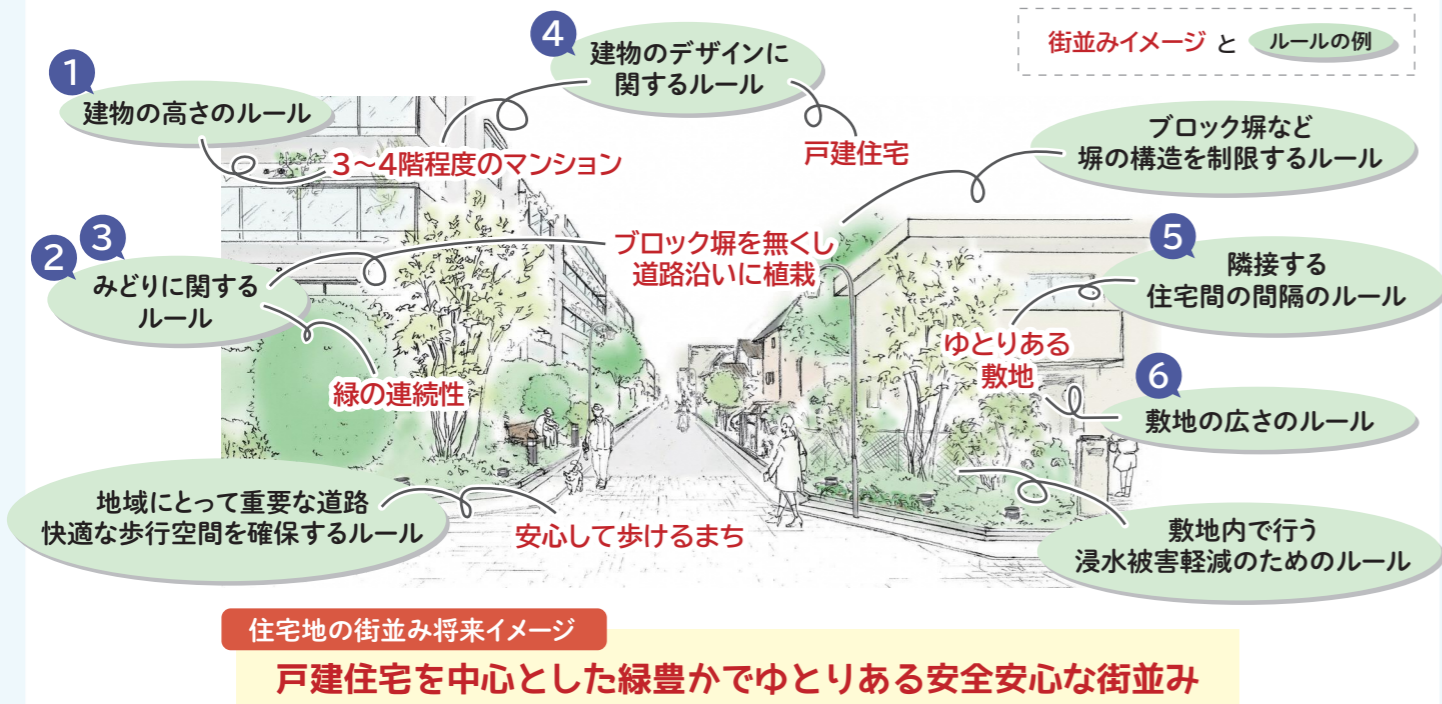 街並みイメージ と ルールの例
1
建物の高さのルール
4
建物のデザインに
関するルール
3～4階程度のマンション
戸建住宅
ブロック塀など
塀の構造を制限するルール
2 3
みどりに関する
ルール
ブロック塀を無くし
道路沿いに植栽
5
隣接する
住宅間の間隔のルール
ゆとりある
敷地
緑の連続性
6
敷地の広さのルール
地域にとって重要な道路
快適な歩行空間を確保するルール
安心して歩けるまち
敷地内で行う
浸水被害軽減のためのルール
住宅地の街並み将来イメージ
戸建住宅を中心とした緑豊かでゆとりある安全安心な街並み